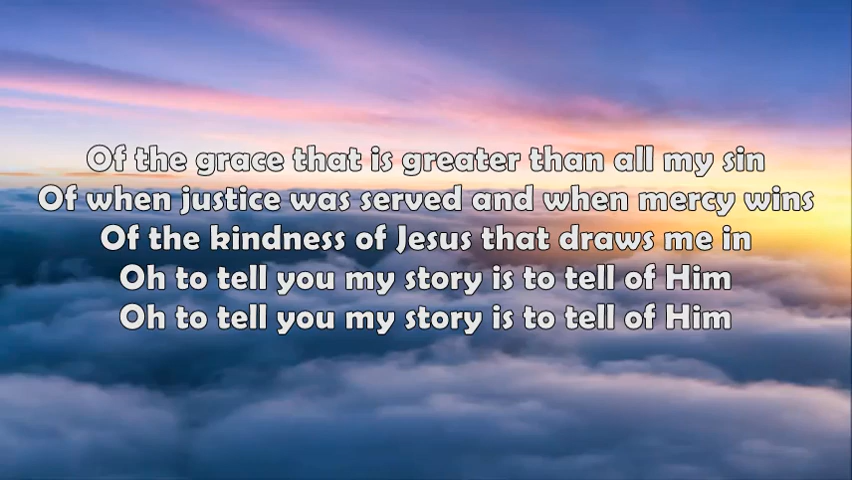 Of the grace that is greater than all my sin
Of when justice was served and when mercy wins
Of the kindness of Jesus that draws me in
Oh to tell you my story is to tell of Him
Oh to tell you my story is to tell of Him